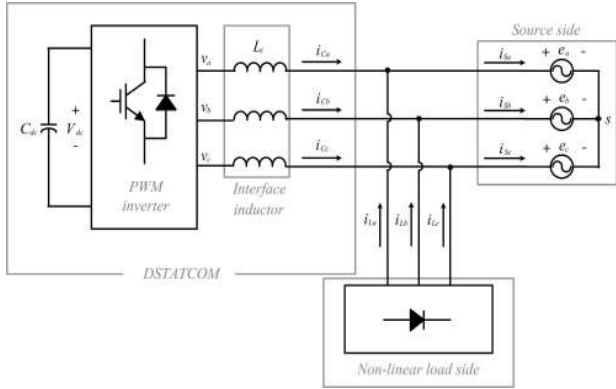 Source side
L_c
i_Ca
i_Sa
+ e_a -
v_a
i_Cb
i_Sb
+ e_b -
s
v_b
C_dc
+
V_dc
-
i_Cc
i_Sc
+ e_c -
v_c
PWM
inverter
Interface
inductor
i_La
i_Lb
i_Lc
DSTATCOM
Non-linear load side